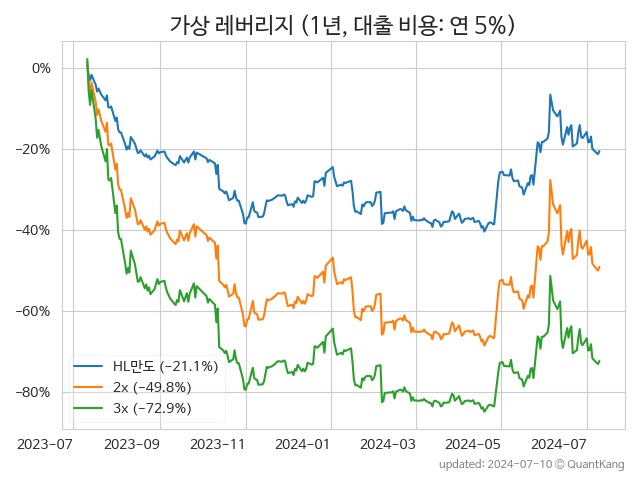 가상 레버리지 (1년, 대출 비용: 연 5%)
0%
−20%
−40%
−60%
−80%
HL만도 (−21.1%)
2x (−49.8%)
3x (−72.9%)
2023−07 2023−09 2023−11 2024−01 2024−03 2024−05 2024−07
updated: 2024−07−10 © QuantKang